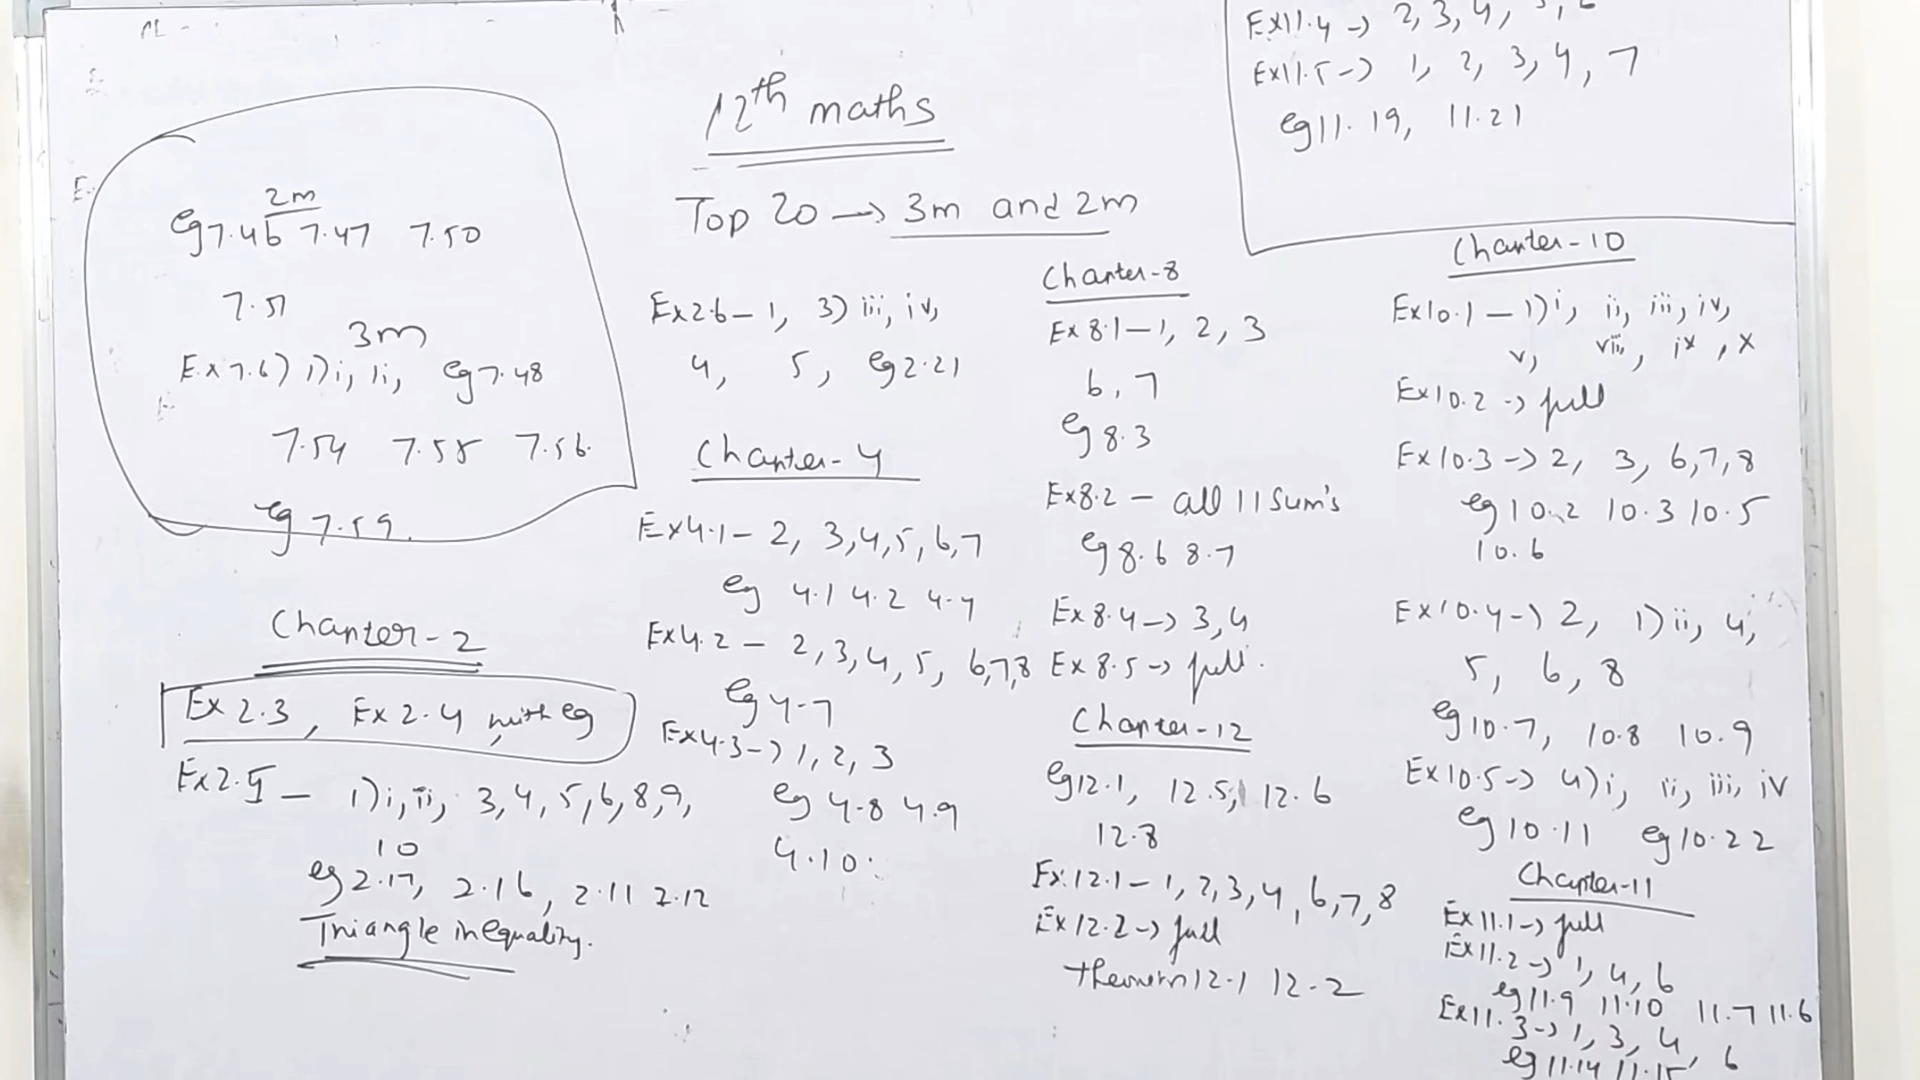 12th maths
Top 20 → 3m and 2m
2m
eg 7.46 7.47 7.50
7.51
3m
Ex 7.6) 1) i, ii, eg 7.48
7.54 7.55 7.56.
eg 7.59.
Chapter-2
Ex 2.3, Ex 2.4, with eg
Ex 2.5 - 1) i, ii, 3, 4, 5, 6, 8, 9,
10
eg 2.17, 2.16, 2.11 2.12
Triangle inequality.
Ex 2.6 - 1, 3) iii, iv,
4, 5, eg 2.21
Chapter-4
Ex 4.1 - 2, 3, 4, 5, 6, 7
eg 4.1 4.2 4.4
Ex 4.2 - 2, 3, 4, 5, 6, 7, 8
eg 4.7
Ex 4.3 → 1, 2, 3
eg 4.8 4.9
4.10
Chapter-8
Ex 8.1 - 1, 2, 3
6, 7
eg 8.3
Ex 8.2 - all 11 Sum's
eg 8.6 8.7
Ex 8.4 → 3, 4
Ex 8.5 → full.
Chapter-12
eg 12.1, 12.5, 12.6
12.8
Ex 12.1 - 1, 2, 3, 4, 6, 7, 8
Ex 12.2 → full
theorem 12.1 12.2
Chapter-10
Ex 10.1 - 1) i, ii, iii, iv,
v, viii, ix, x
Ex 10.2 → full
Ex 10.3 → 2, 3, 6, 7, 8
eg 10.2 10.3 10.5
10.6
Ex 10.4 → 2, 1) ii, 4,
5, 6, 8
eg 10.7, 10.8 10.9
Ex 10.5 → 4) i, ii, iii, iv
eg 10.11 eg 10.22
Chapter-11
Ex 11.1 → full
Ex 11.2 → 1, 4, 6
eg 11.9 11.10 11.7 11.6
Ex 11.3 → 1, 3, 4, 6
eg 11.14 11.15
Ex 11.4 → 2, 3, 4,
Ex 11.5 → 1, 2, 3, 4, 7
eg 11.19, 11.21